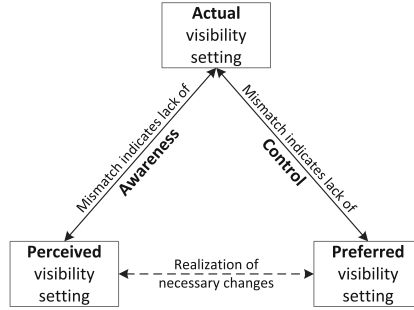 Actual
visibility
setting
Mismatch indicates lack of
Awareness
Mismatch indicates lack of
Control
Perceived
visibility
setting
Realization of
necessary changes
Preferred
visibility
setting